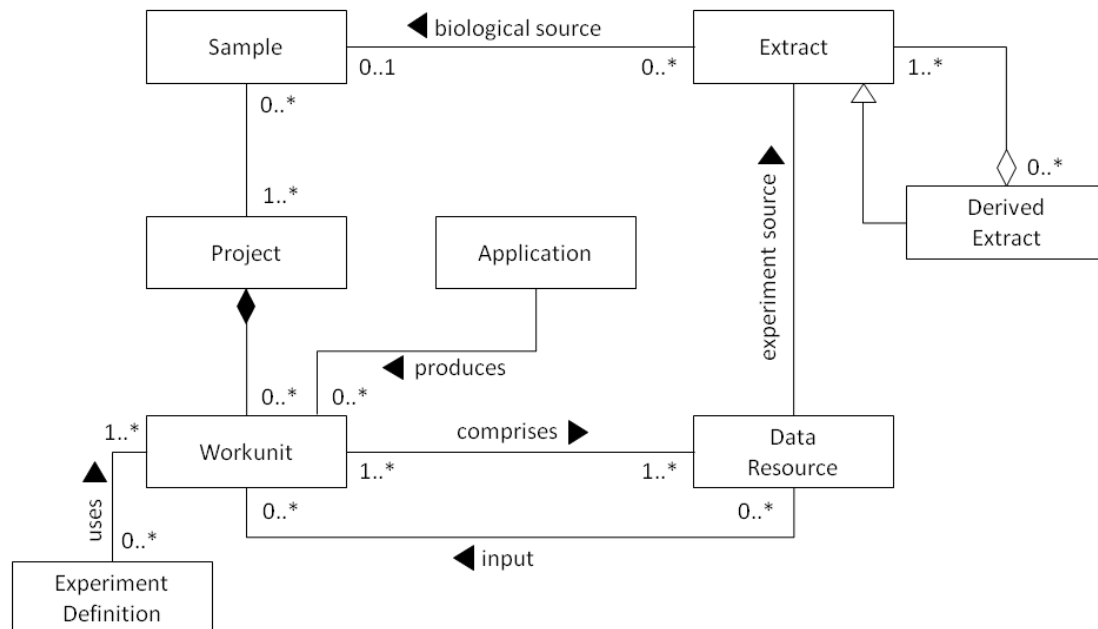 Sample
biological source
Extract
0..1
0..*
1..*
0..*
1..*
experiment source
0..*
Derived
Extract
Project
Application
produces
0..*
0..*
1..*
Workunit
comprises
Data
Resource
1..*
1..*
uses
0..*
0..*
0..*
input
Experiment
Definition